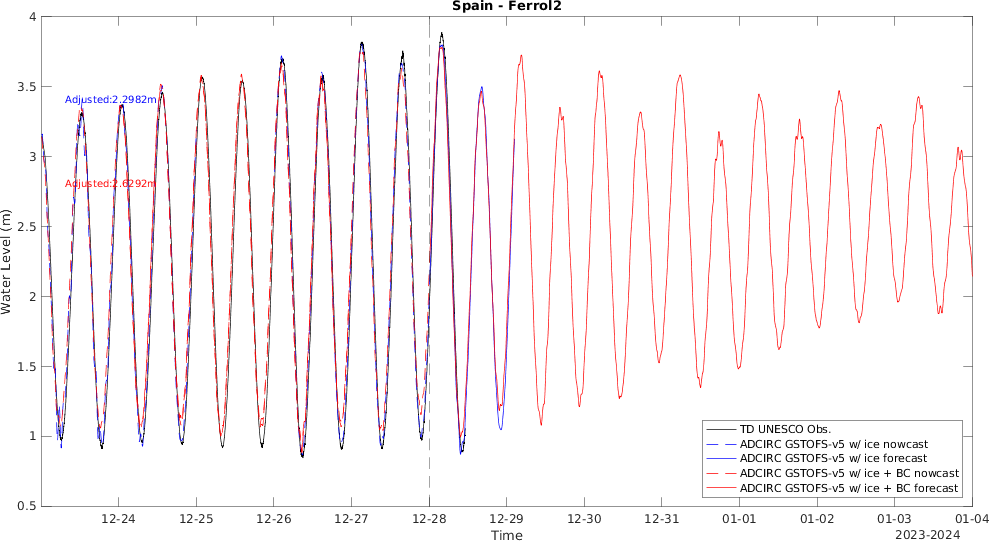 Spain - Ferrol2
4
3.5
3
2.5
2
1.5
1
0.5
Water Level (m)
Adjusted:2.2982m
Adjusted:2.6292m
TD UNESCO Obs.
ADCIRC GSTOFS-v5 w/ ice nowcast
ADCIRC GSTOFS-v5 w/ ice forecast
ADCIRC GSTOFS-v5 w/ ice + BC nowcast
ADCIRC GSTOFS-v5 w/ ice + BC forecast
12-24 12-25 12-26 12-27 12-28 12-29 12-30 12-31 01-01 01-02 01-03 01-04
Time
2023-2024